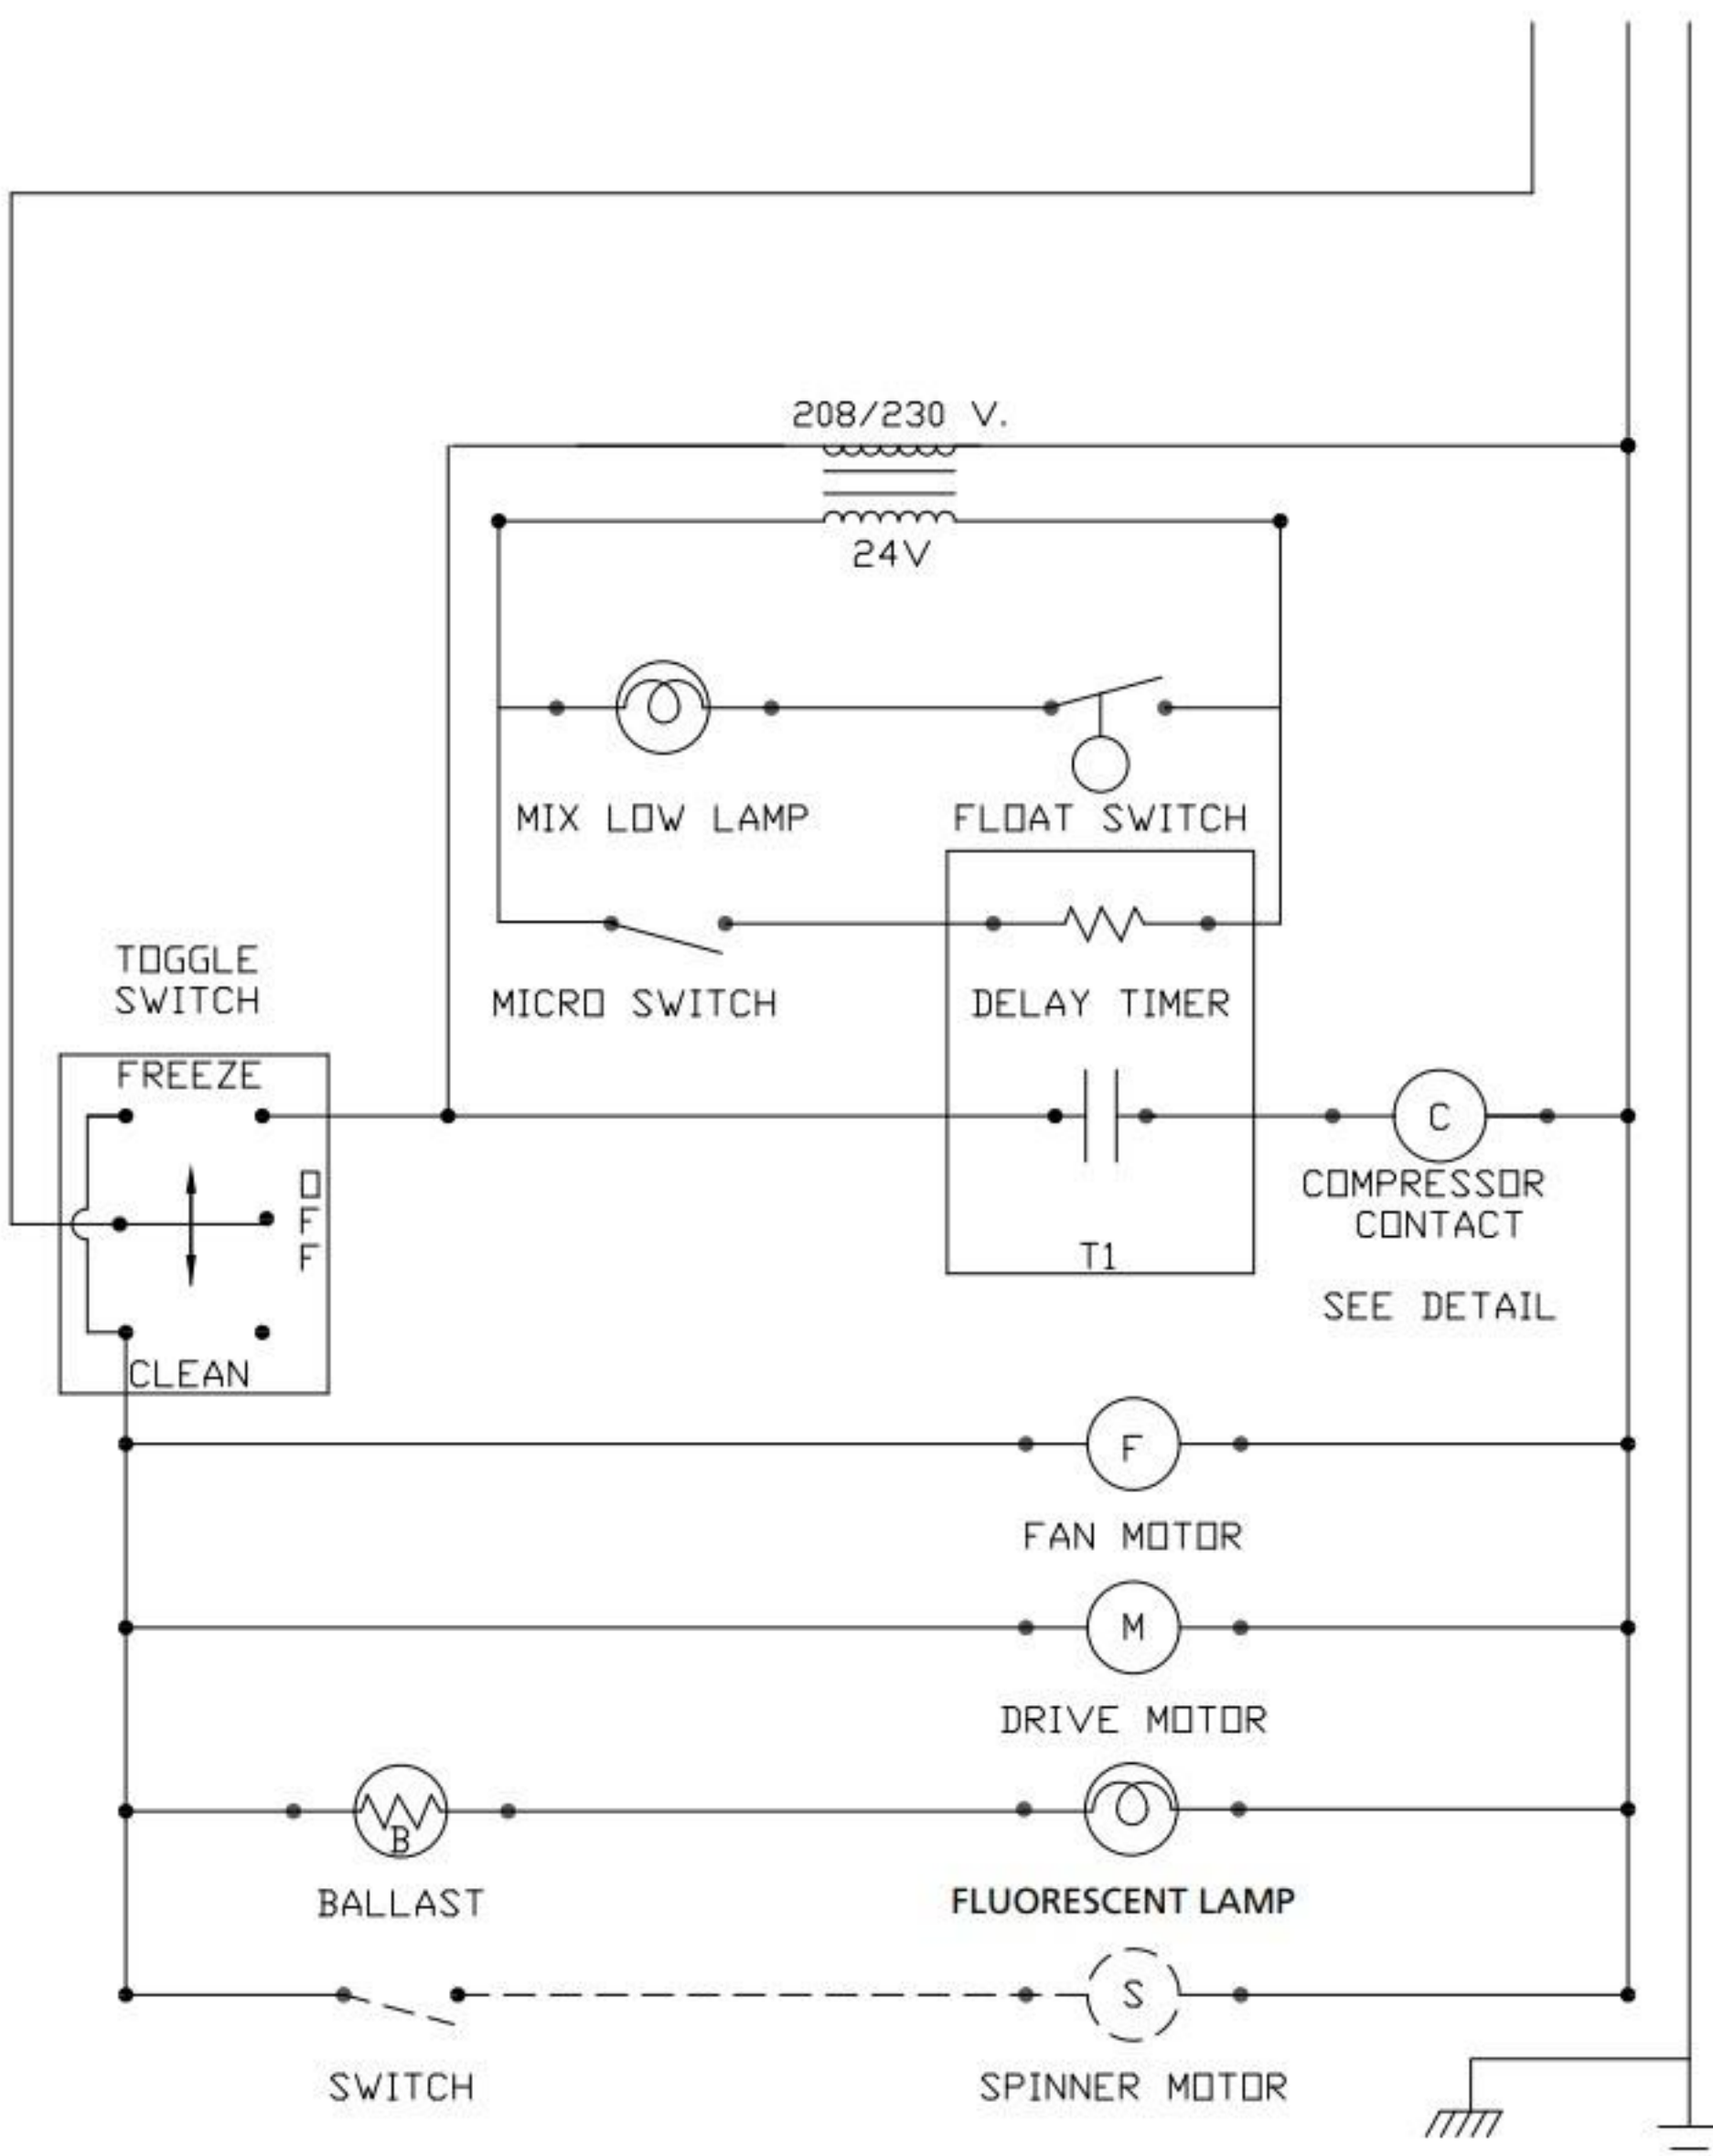 208/230 V.
24V
MIX LOW LAMP
FLOAT SWITCH
TOGGLE
SWITCH
MICRO SWITCH
DELAY TIMER
FREEZE
OFF
C
COMPRESSOR
CONTACT
T1
SEE DETAIL
CLEAN
F
FAN MOTOR
M
DRIVE MOTOR
B
BALLAST
FLUORESCENT LAMP
S
SWITCH
SPINNER MOTOR